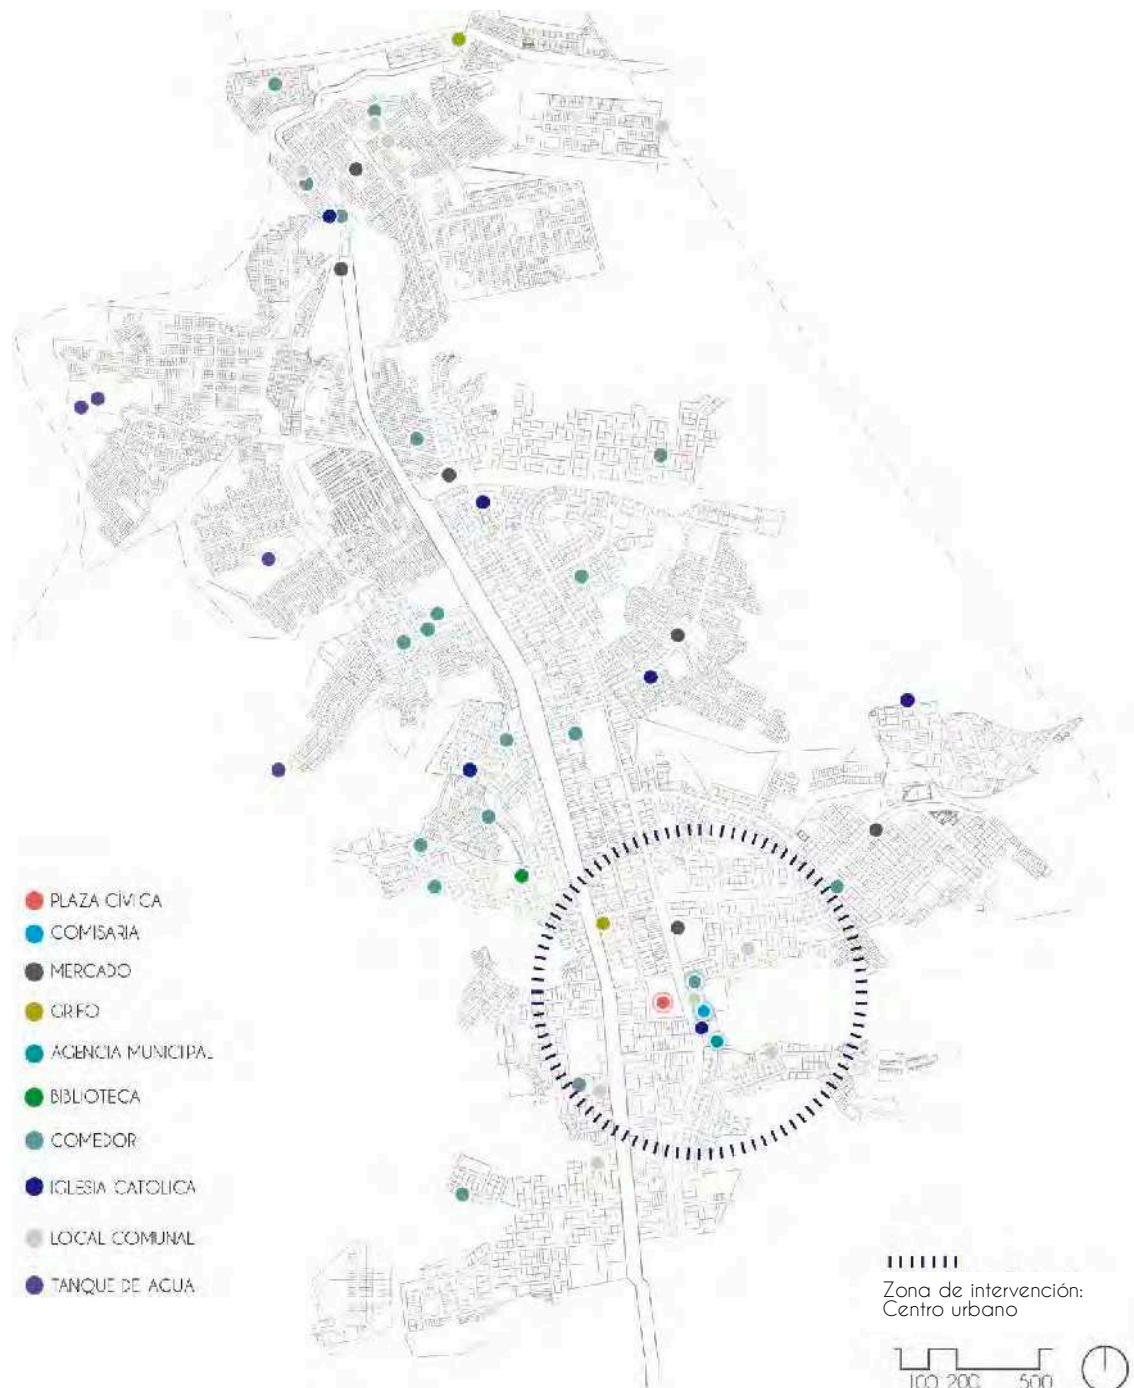 PLAZA CÍVICA
COMISARIA
MERCADO
GRIFO
AGENCIA MUNICIPAL
BIBLIOTECA
COMEDOR
IGLESIA CATOLICA
LOCAL COMUNAL
TANQUE DE AGUA
Zona de intervención:
Centro urbano
100 200 500